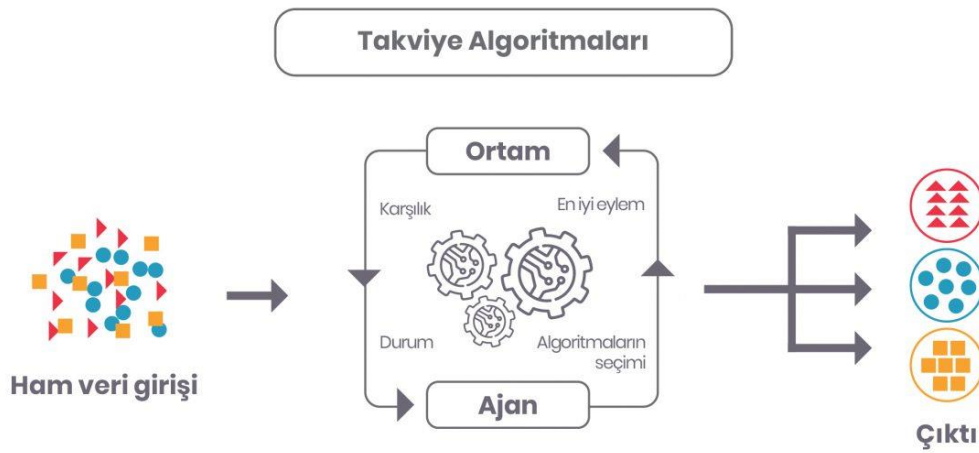 Takviye Algoritmaları
Ortam
Karşılık
En iyi eylem
Durum
Algoritmaların
seçimi
Ham veri girişi
Ajan
Çıktı